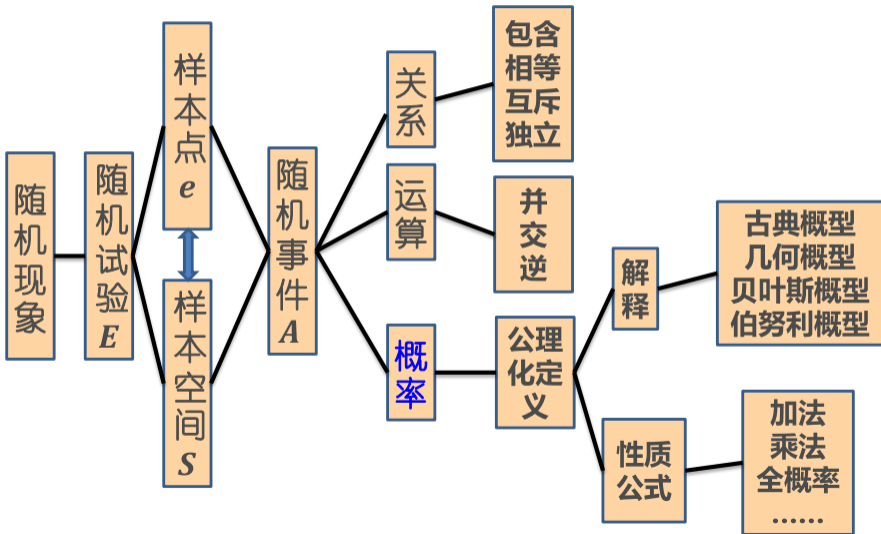 随机现象
随机试验E
样本点e
样本空间S
随机事件A
关系
包含
相等
互斥
独立
运算
并
交
逆
概率
公理
化定
义
解释
古典概型
几何概型
贝叶斯概型
伯努利概型
性质
公式
加法
乘法
全概率
……